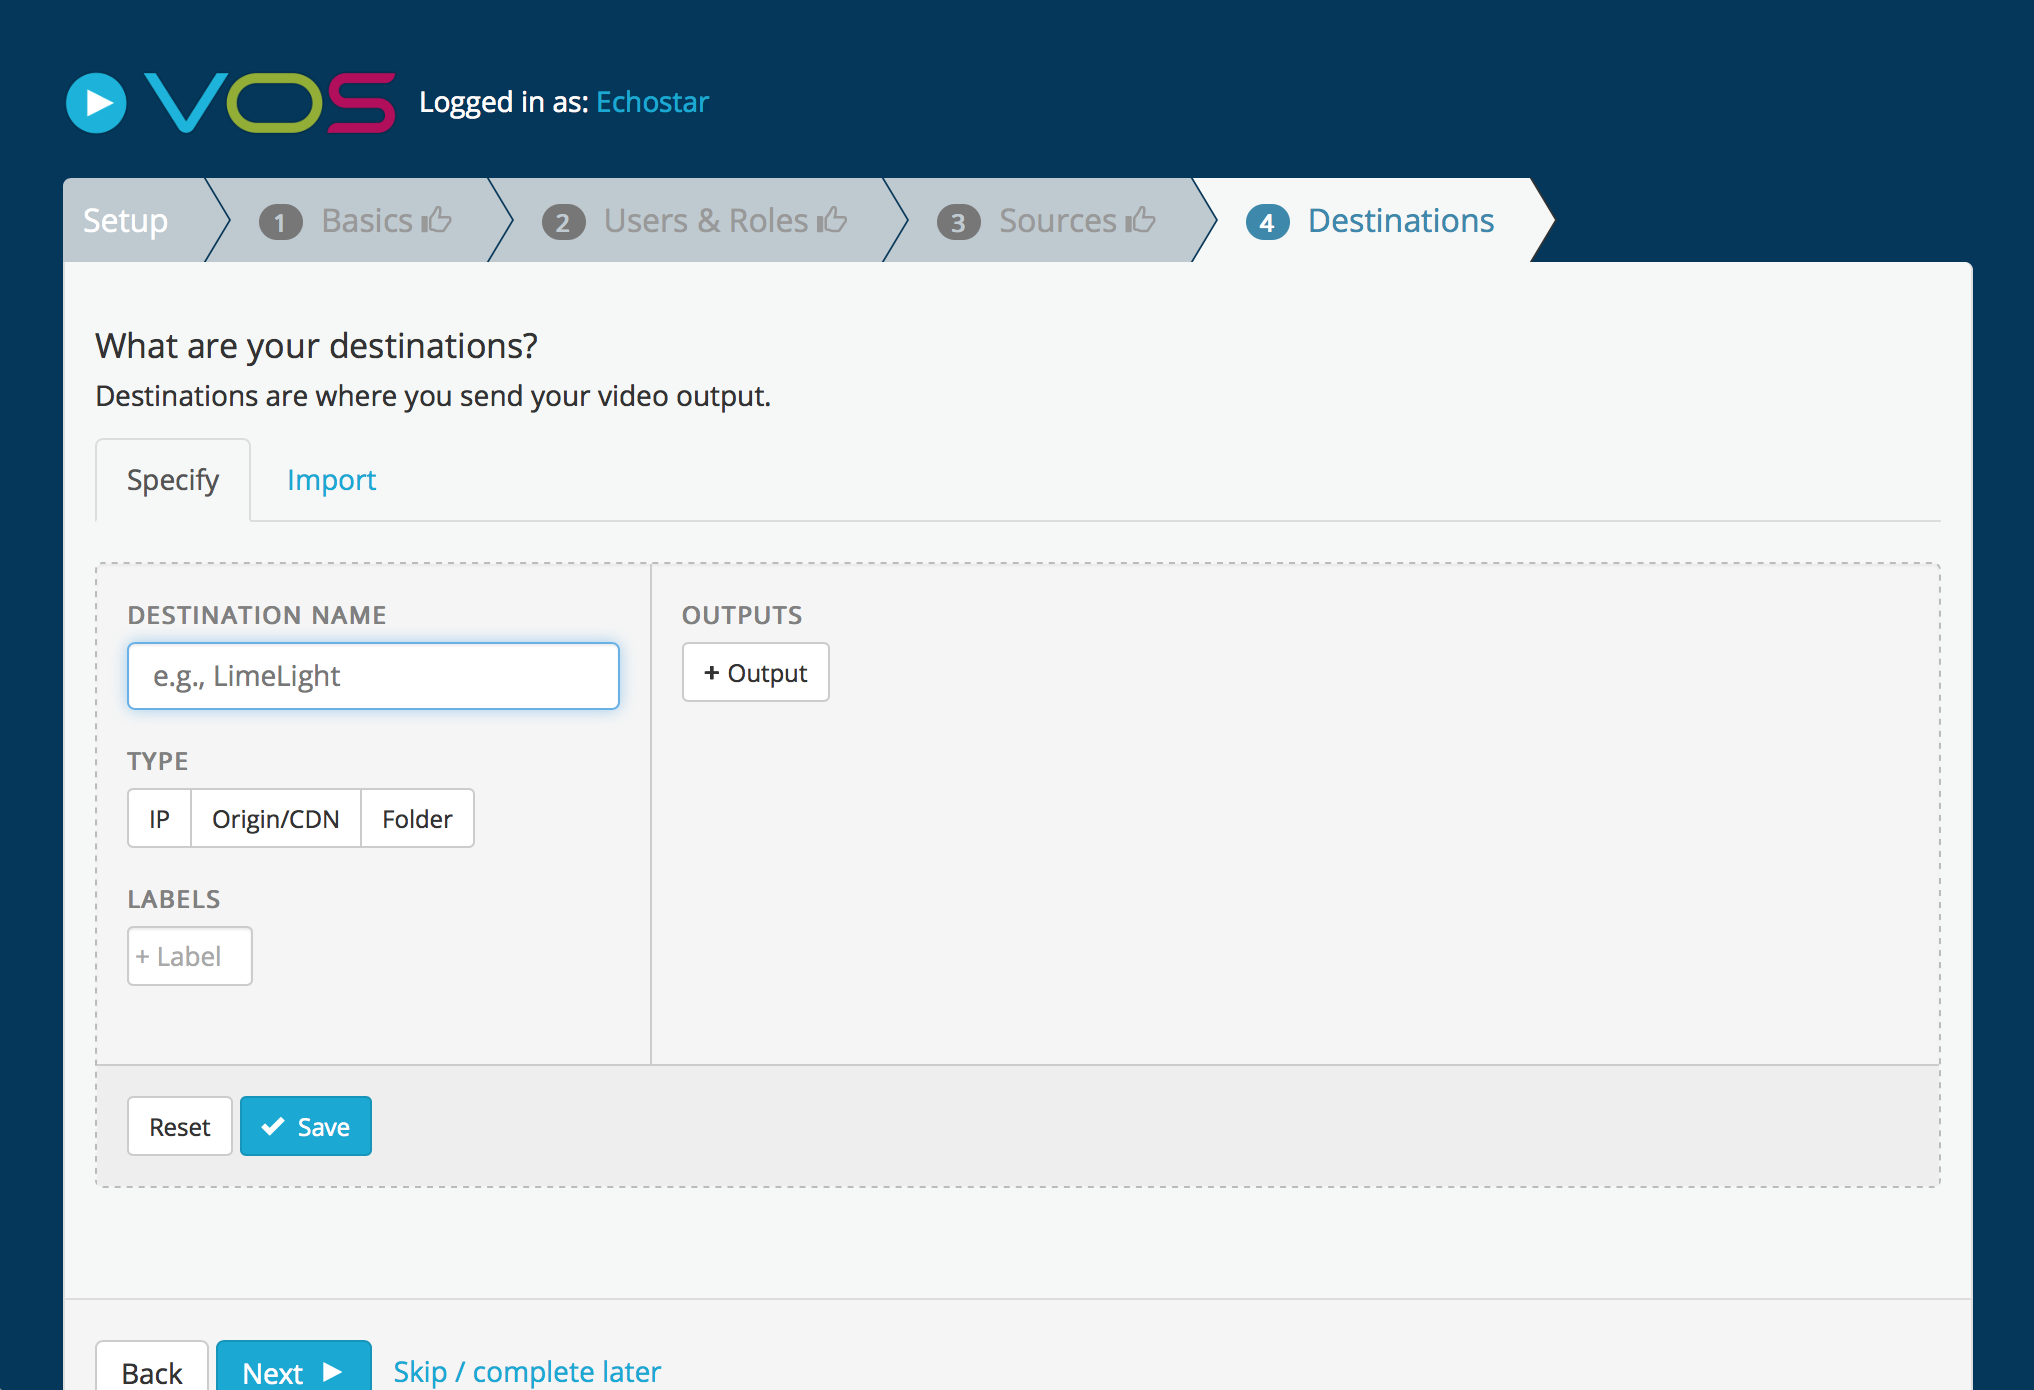 VOS Logged in as: Echostar
Setup 1 Basics 2 Users & Roles 3 Sources 4 Destinations
What are your destinations?
Destinations are where you send your video output.
Specify Import
DESTINATION NAME
e.g., LimeLight
TYPE
IP Origin/CDN Folder
LABELS
+ Label
OUTPUTS
+ Output
Reset Save
Back Next Skip / complete later